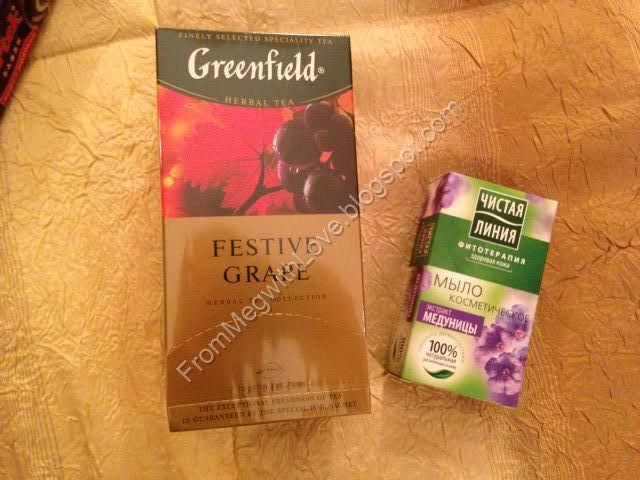 FINELY SELECTED SPECIALITY TEA
Greenfield®
HERBAL TEA
FESTIVE
GRAPE
HERBAL TEA COLLECTION
THE EXCEPTIONAL FRESHNESS OF TEA
IS GUARANTEED BY THE SPECIAL FOIL SACHET
ЧИСТАЯ
ЛИНИЯ
ФИТОТЕРАПИЯ
здоровая кожа
МЫЛО
КОСМЕТИЧЕСКОЕ
экстракт
МЕДУНИЦЫ
100%
натуральная
FromMegwithLove.blogspot.com